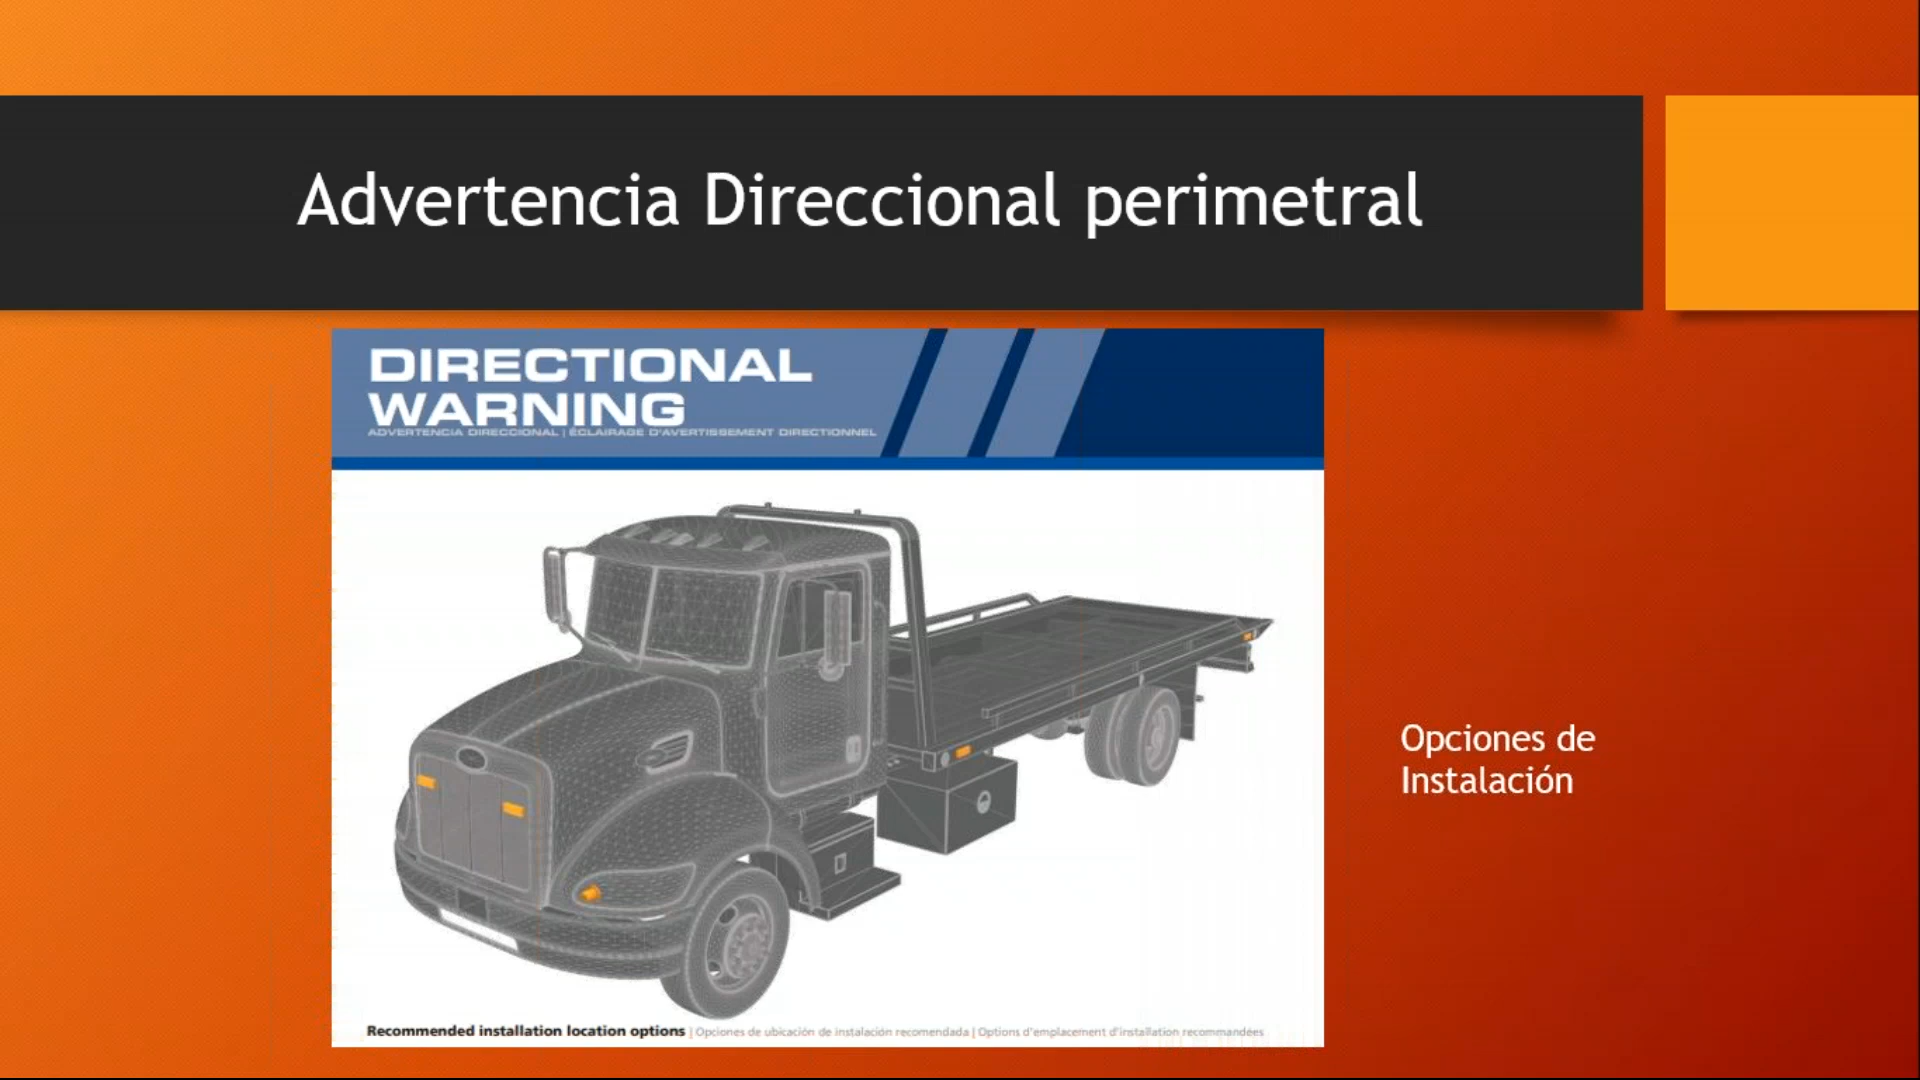 Advertencia Direccional perimetral
DIRECTIONAL
WARNING
ADVERTENCIA DIRECCIONAL | ÉCLAIRAGE D'AVERTISSEMENT DIRECTIONNEL
Opciones de
Instalación
Recommended installation location options | Opciones de ubicación de instalación recomendada | Options d'emplacement d'installation recommandées